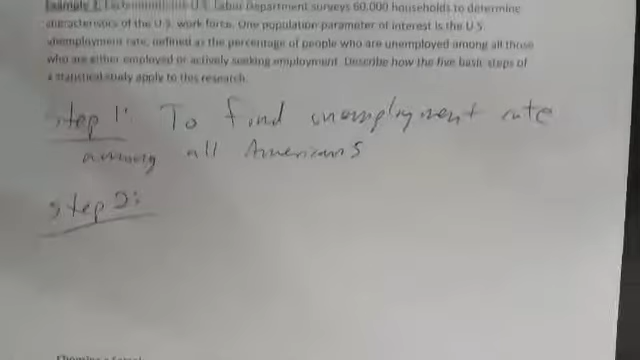 Example 1: Each month, the U.S. Labor Department surveys 60,000 households to determine
characteristics of the U.S. work force. One population parameter of interest is the U.S.
unemployment rate, defined as the percentage of people who are unemployed among all those
who are either employed or actively seeking employment. Describe how the five basic steps of
a statistical study apply to this research.
Step 1: To find unemployment rate
among all Americans
Step 2: